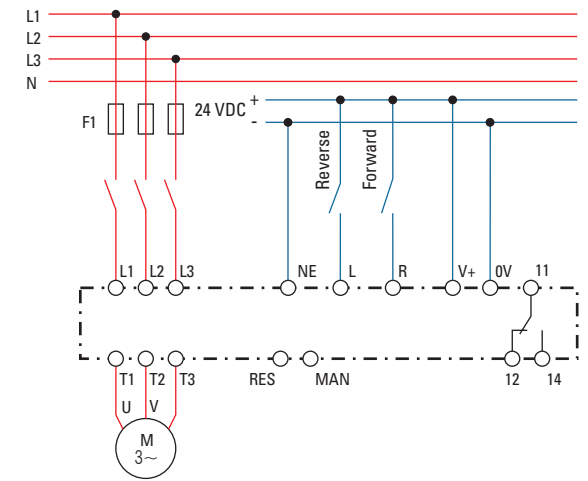 L1
L2
L3
N
F1
24 VDC
+
-
Reverse
Forward
L1 L2 L3 NE L R V+ 0V 11
T1 T2 T3 RES MAN 12 14
U V
M
3~